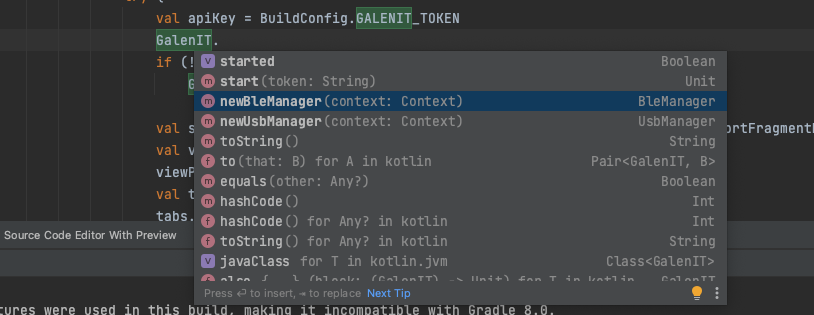 val apiKey = BuildConfig.GALENIT_TOKEN
GalenIT.
if (!
started Boolean
start(token: String) Unit
newBleManager(context: Context) BleManager
newUsbManager(context: Context) UsbManager
val s ortFragment
toString() String
val v
to(that: B) for A in kotlin Pair<GalenIT, B>
viewP
equals(other: Any?) Boolean
val t
hashCode() Int
tabs.
hashCode() for Any? in kotlin Int
Source Code Editor With Preview
toString() for Any? in kotlin String
javaClass for T in kotlin.jvm Class<GalenIT>
also { ... } (block: (GalenIT) -> Unit) for T in kotlin GalenIT
Press ⏎ to insert, ⇥ to replace Next Tip
tures were used in this build, making it incompatible with Gradle 8.0.